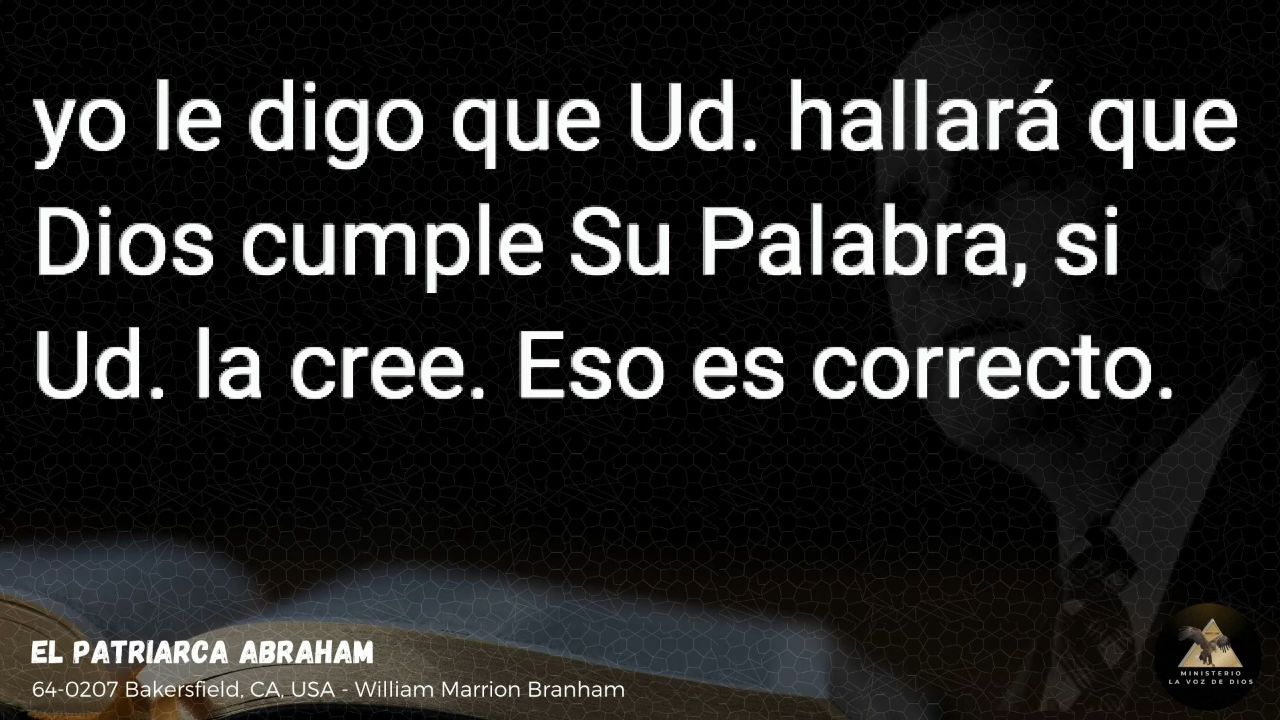 yo le digo que Ud. hallará que
Dios cumple Su Palabra, si
Ud. la cree. Eso es correcto.
EL PATRIARCA ABRAHAM
64-0207 Bakersfield, CA, USA - William Marrion Branham
MINISTERIO
LA VOZ DE DIOS